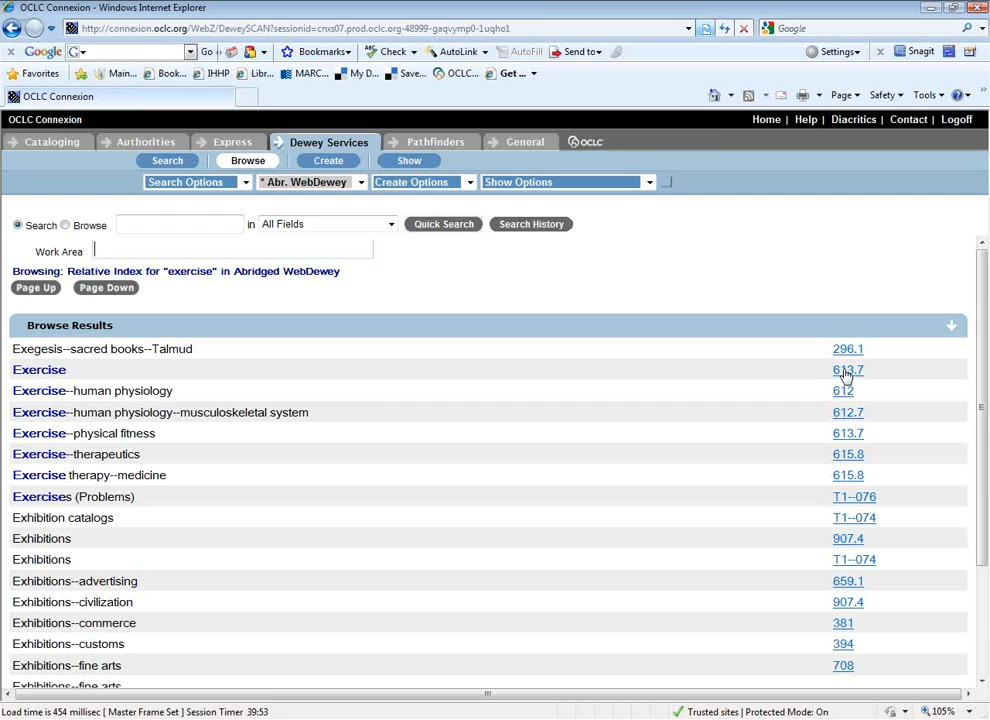 OCLC Connexion - Windows Internet Explorer
http://connexion.oclc.org/WebZ/DeweySCAN?sessionid=cnxs07.prod.oclc.org-48999-gaqvymp0-1uqho1
Google
Google G Go Bookmarks Check AutoLink AutoFill Send to Settings Snagit
Favorites Main... Book... IHHP Libr... MARC... My D... Save... OCLC... Get ...
OCLC Connexion Page Safety Tools
OCLC Connexion Home | Help | Diacritics | Contact | Logoff
Cataloging Authorities Express Dewey Services Pathfinders General OCLC
Search Browse Create Show
Search Options * Abr. WebDewey Create Options Show Options
Search Browse in All Fields Quick Search Search History
Work Area
Browsing: Relative Index for "exercise" in Abridged WebDewey
Page Up Page Down
Browse Results
Exegesis--sacred books--Talmud 296.1
Exercise 613.7
Exercise--human physiology 612
Exercise--human physiology--musculoskeletal system 612.7
Exercise--physical fitness 613.7
Exercise--therapeutics 615.8
Exercise therapy--medicine 615.8
Exercises (Problems) T1--076
Exhibition catalogs T1--074
Exhibitions 907.4
Exhibitions T1--074
Exhibitions--advertising 659.1
Exhibitions--civilization 907.4
Exhibitions--commerce 381
Exhibitions--customs 394
Exhibitions--fine arts 708
Exhibitions--fine arts
Load time is 454 millisec [ Master Frame Set ] Session Timer 39:53 Trusted sites | Protected Mode: On 105%